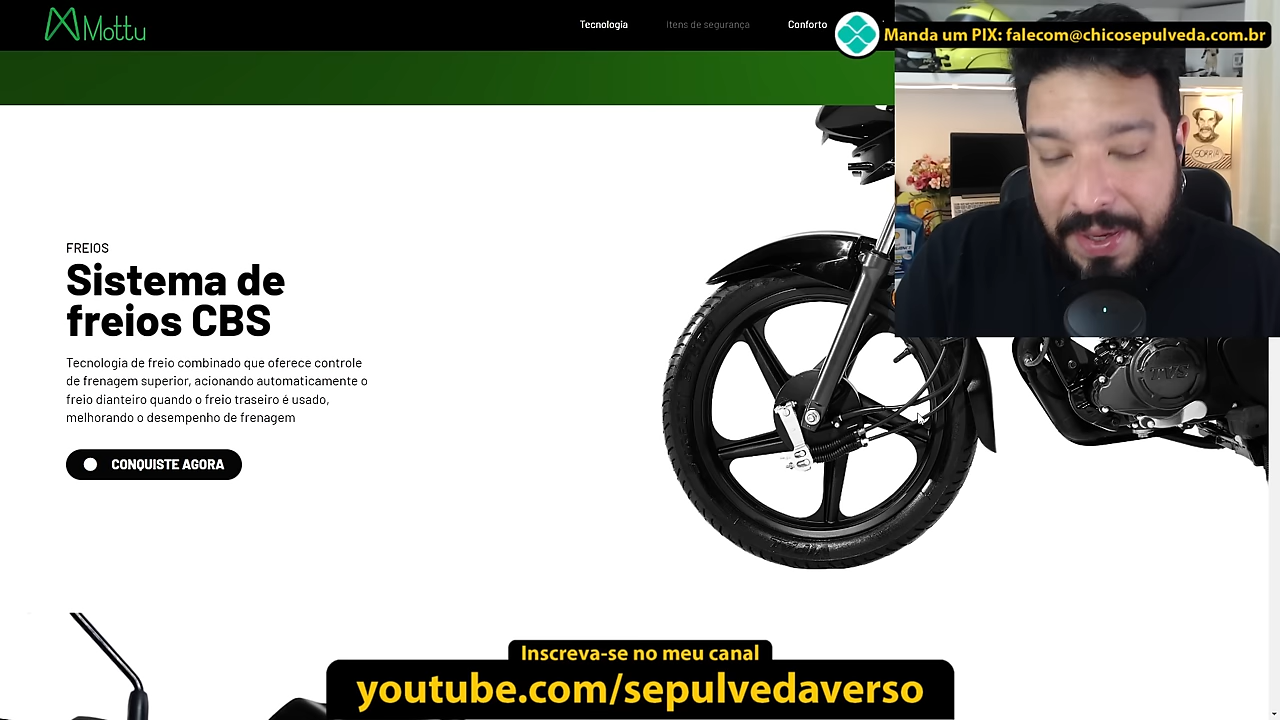 Mottu
Tecnologia
Itens de segurança
Conforto
Manda um PIX: falecom@chicosepulveda.com.br
SORRIA
FREIOS
Sistema de
freios CBS
Tecnologia de freio combinado que oferece controle
de frenagem superior, acionando automaticamente o
freio dianteiro quando o freio traseiro é usado,
melhorando o desempenho de frenagem
CONQUISTE AGORA
TVS
Inscreva-se no meu canal
youtube.com/sepulvedaverso